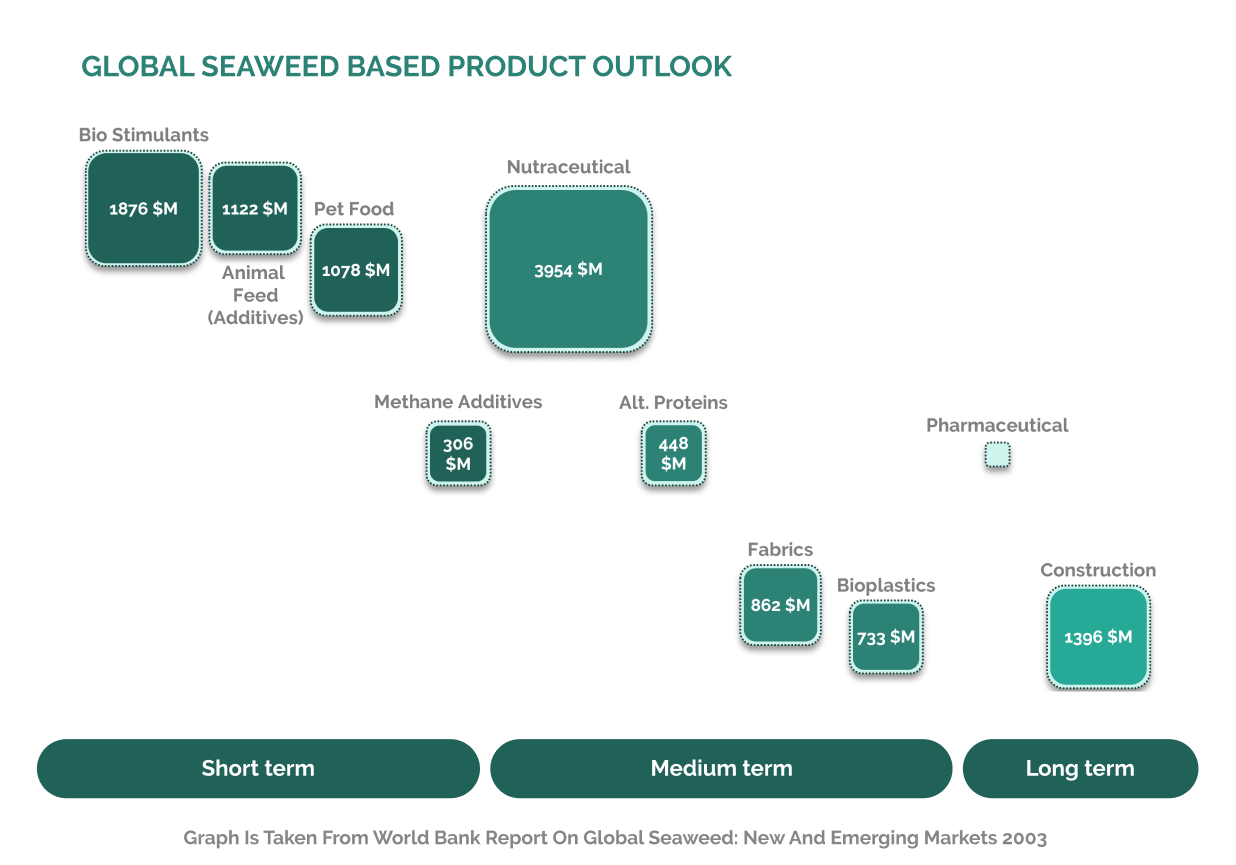 GLOBAL SEAWEED BASED PRODUCT OUTLOOK
Bio Stimulants
1876 $M
1122 $M
Animal
Feed
(Additives)
Pet Food
1078 $M
Nutraceutical
3954 $M
Methane Additives
306
$M
Alt. Proteins
448
$M
Pharmaceutical
Fabrics
862 $M
Bioplastics
733 $M
Construction
1396 $M
Short term
Medium term
Long term
Graph Is Taken From World Bank Report On Global Seaweed: New And Emerging Markets 2003